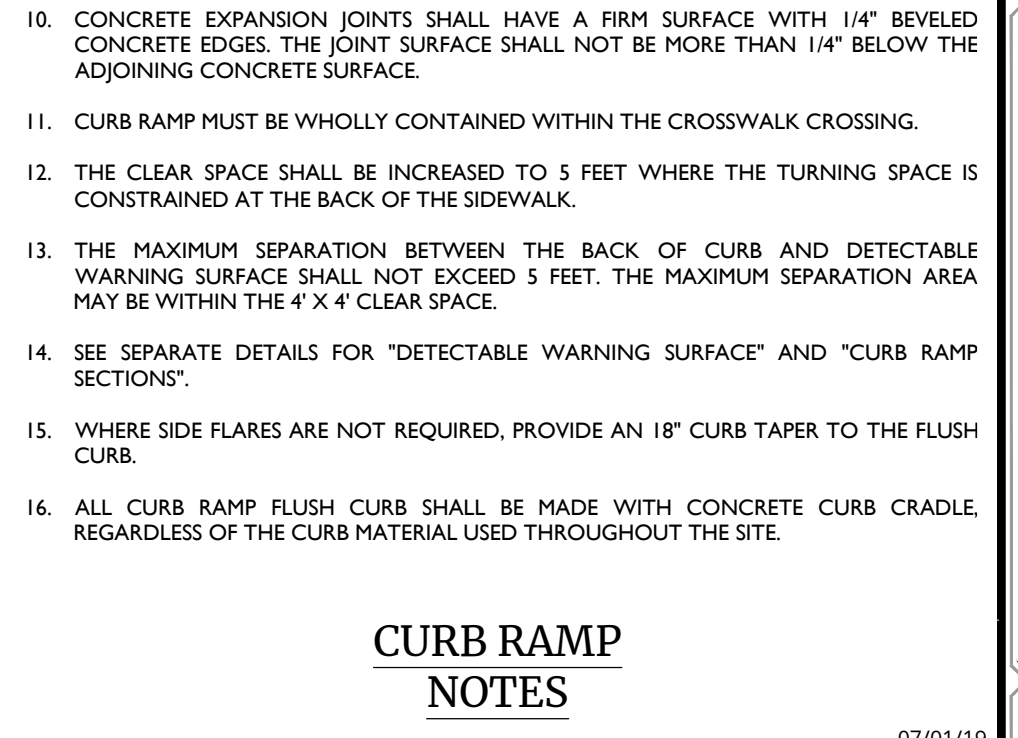 10. CONCRETE EXPANSION JOINTS SHALL HAVE A FIRM SURFACE WITH 1/4" BEVELED
CONCRETE EDGES. THE JOINT SURFACE SHALL NOT BE MORE THAN 1/4" BELOW THE
ADJOINING CONCRETE SURFACE.
11. CURB RAMP MUST BE WHOLLY CONTAINED WITHIN THE CROSSWALK CROSSING.
12. THE CLEAR SPACE SHALL BE INCREASED TO 5 FEET WHERE THE TURNING SPACE IS
CONSTRAINED AT THE BACK OF THE SIDEWALK.
13. THE MAXIMUM SEPARATION BETWEEN THE BACK OF CURB AND DETECTABLE
WARNING SURFACE SHALL NOT EXCEED 5 FEET. THE MAXIMUM SEPARATION AREA
MAY BE WITHIN THE 4' X 4' CLEAR SPACE.
14. SEE SEPARATE DETAILS FOR "DETECTABLE WARNING SURFACE" AND "CURB RAMP
SECTIONS".
15. WHERE SIDE FLARES ARE NOT REQUIRED, PROVIDE AN 18" CURB TAPER TO THE FLUSH
CURB.
16. ALL CURB RAMP FLUSH CURB SHALL BE MADE WITH CONCRETE CURB CRADLE,
REGARDLESS OF THE CURB MATERIAL USED THROUGHOUT THE SITE.
CURB RAMP
NOTES
07/01/19